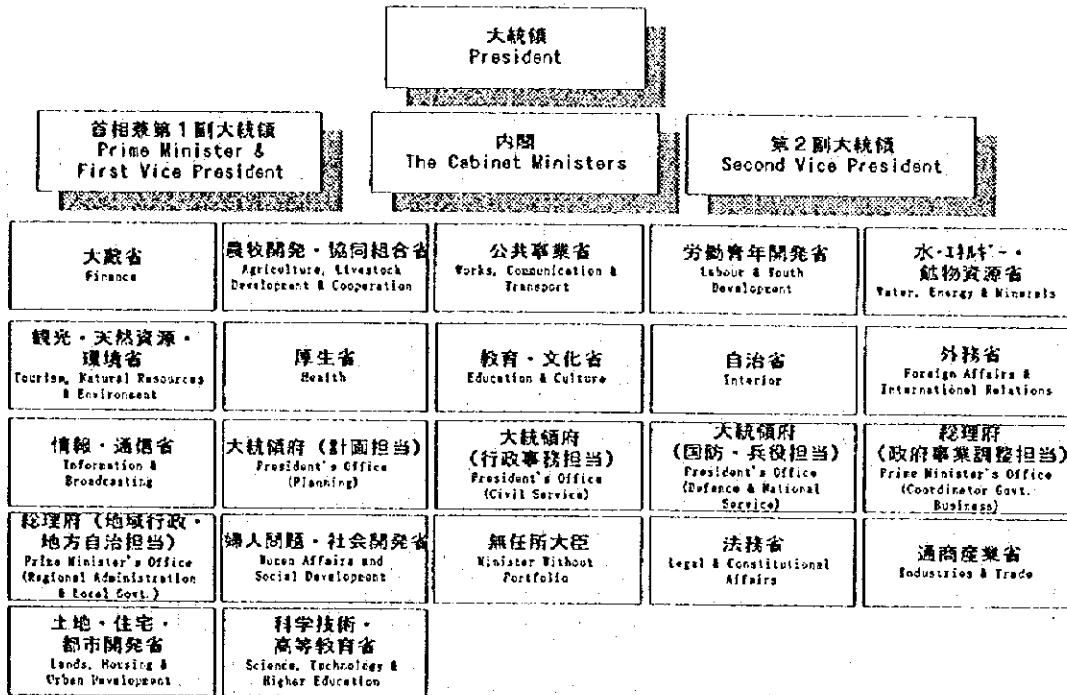 大統領
President
首相兼第1副大統領
Prime Minister &
First Vice President
内閣
The Cabinet Ministers
第2副大統領
Second Vice President
大蔵省
Finance
農牧開発・協同組合省
Agriculture, Livestock
Development & Cooperation
公共事業省
Works, Communication &
Transport
労働青年開発省
Labour & Youth
Development
水・エネルギー・
鉱物資源省
Water, Energy & Minerals
観光・天然資源・
環境省
Tourism, Natural Resources
& Environment
厚生省
Health
教育・文化省
Education & Culture
自治省
Interior
外務省
Foreign Affairs &
International Relations
情報・通信省
Information &
Broadcasting
大統領府（計画担当）
President's Office
(Planning)
大統領府
（行政事務担当）
President's Office
(Civil Service)
大統領府
（国防・兵役担当）
President's Office
(Defence & National
Service)
総理府
（政府事業調整担当）
Prime Minister's Office
(Coordinator Govt.
Business)
総理府（地域行政・
地方自治担当）
Prime Minister's Office
(Regional Administration
& Local Govt.)
婦人問題・社会開発省
Women Affairs and
Social Development
無任所大臣
Minister Without
Portfolio
法務省
Legal & Constitutional
Affairs
通商産業省
Industries & Trade
土地・住宅・
都市開発省
Lands, Housing &
Urban Development
科学技術・
高等教育省
Science, Technology &
Higher Education